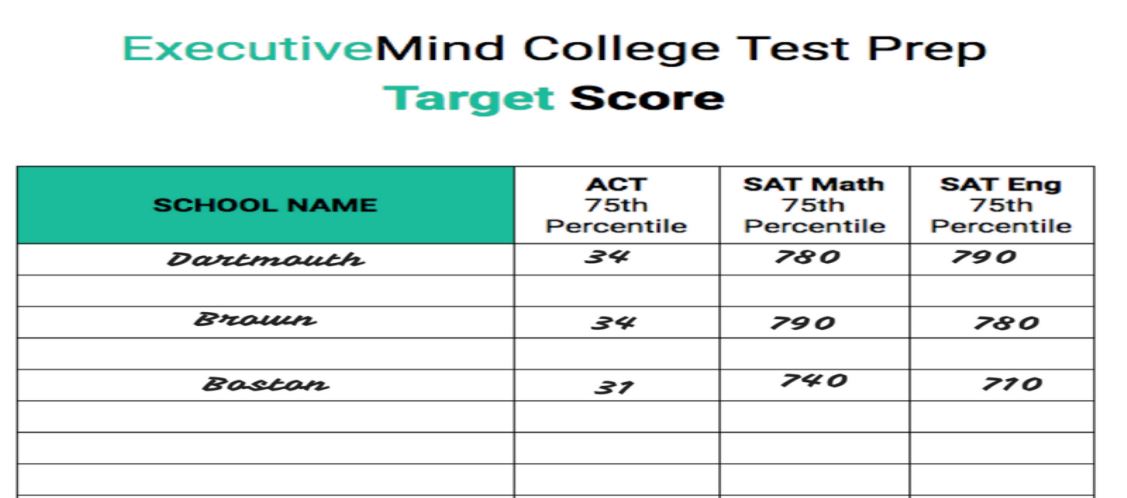 ExecutiveMind College Test Prep
Target Score
SCHOOL NAME ACT 75th Percentile SAT Math 75th Percentile SAT Eng 75th Percentile
Dartmouth 34 780 790
Brown 34 790 780
Boston 31 740 710